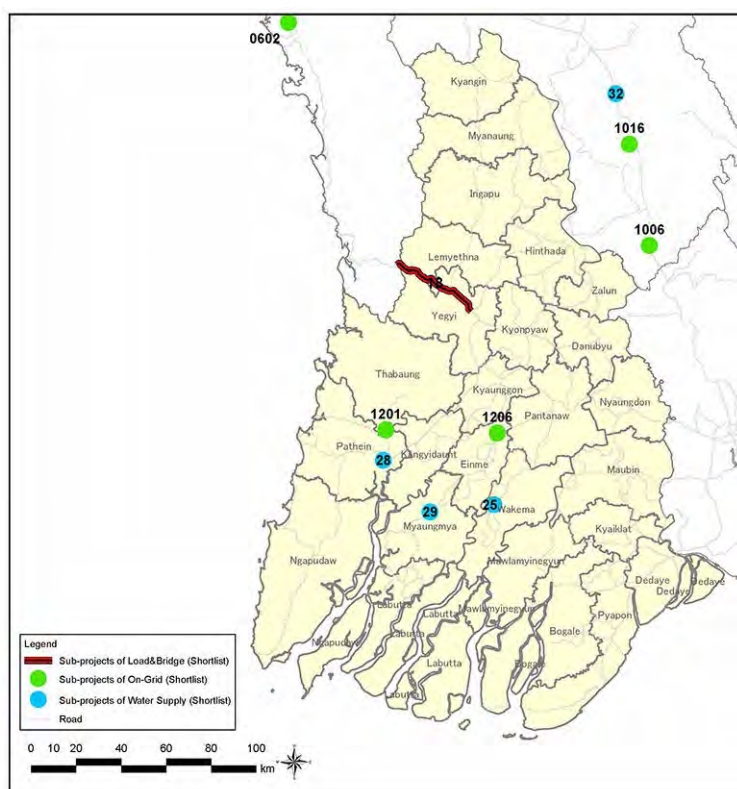 0602
Kyangin
32
Myanaung
1016
Irigapu
1006
Lemyethna
Hinthada
18
Zalun
Yegyi
Kyonpyaw
Danubyu
Thabaung
Kyaunggon
Nyaungdon
1201
1206
Pantanaw
Pathein
Kangyidaunt
28
Einme
Maubin
25
Wakema
29
Myaungmya
Kyaiklat
Ngapudaw
Mawlamyinegyun
Dedaye
Dedaye
Dedaye
Labutta
Labutta
Mawlamyinegyun
Pyapon
Ngapudaw
Labutta
Bogale
Labutta
Bogale
Labutta
Legend
Sub-projects of Load&Bridge (Shortlist)
Sub-projects of On-Grid (Shortlist)
Sub-projects of Water Supply (Shortlist)
Road
0 20 40 60 80 100
km